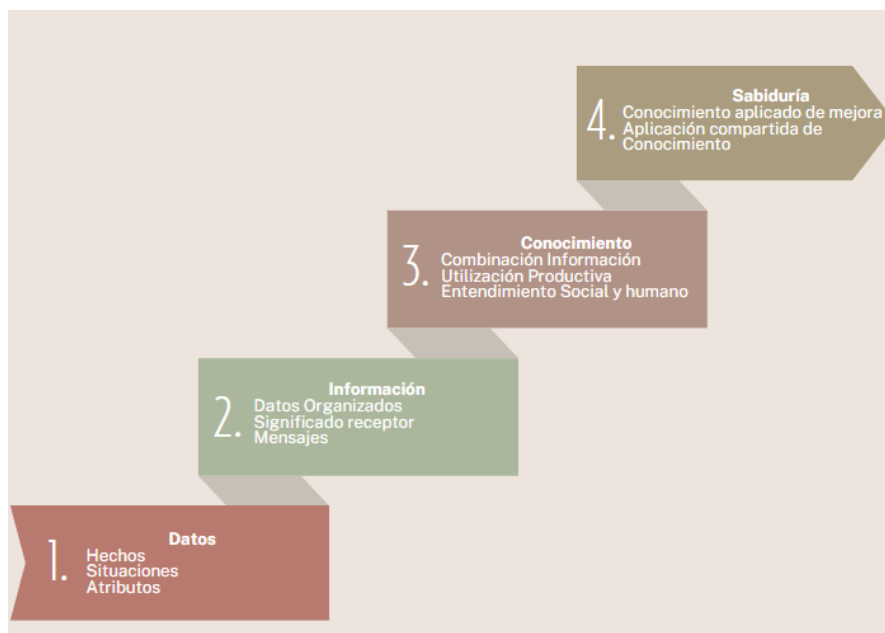 4.
Sabiduría
Conocimiento aplicado de mejora
Aplicación compartida de
Conocimiento
3.
Conocimiento
Combinación Información
Utilización Productiva
Entendimiento Social y humano
2.
Información
Datos Organizados
Significado receptor
Mensajes
1.
Datos
Hechos
Situaciones
Atributos